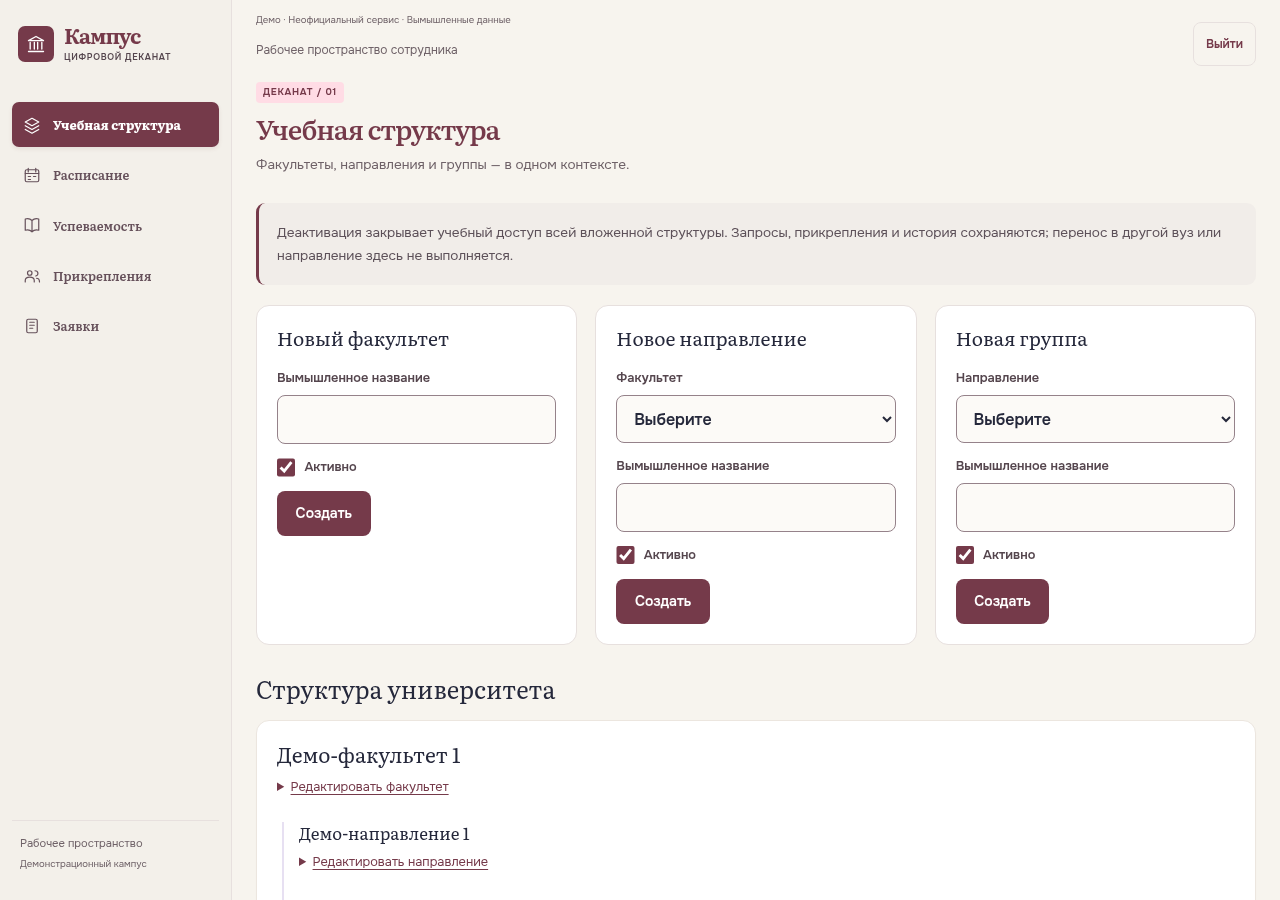 Кампус
ЦИФРОВОЙ ДЕКАНАТ
Учебная структура
Расписание
Успеваемость
Прикрепления
Заявки
Рабочее пространство
Демонстрационный кампус
Демо · Неофициальный сервис · Вымышленные данные
Рабочее пространство сотрудника
Выйти
ДЕКАНАТ / 01
Учебная структура
Факультеты, направления и группы — в одном контексте.
Деактивация закрывает учебный доступ всей вложенной структуры. Запросы, прикрепления и история сохраняются; перенос в другой вуз или
направление здесь не выполняется.
Новый факультет
Вымышленное название
Активно
Создать
Новое направление
Факультет
Выберите
Вымышленное название
Активно
Создать
Новая группа
Направление
Выберите
Вымышленное название
Активно
Создать
Структура университета
Демо-факультет 1
Редактировать факультет
Демо-направление 1
Редактировать направление